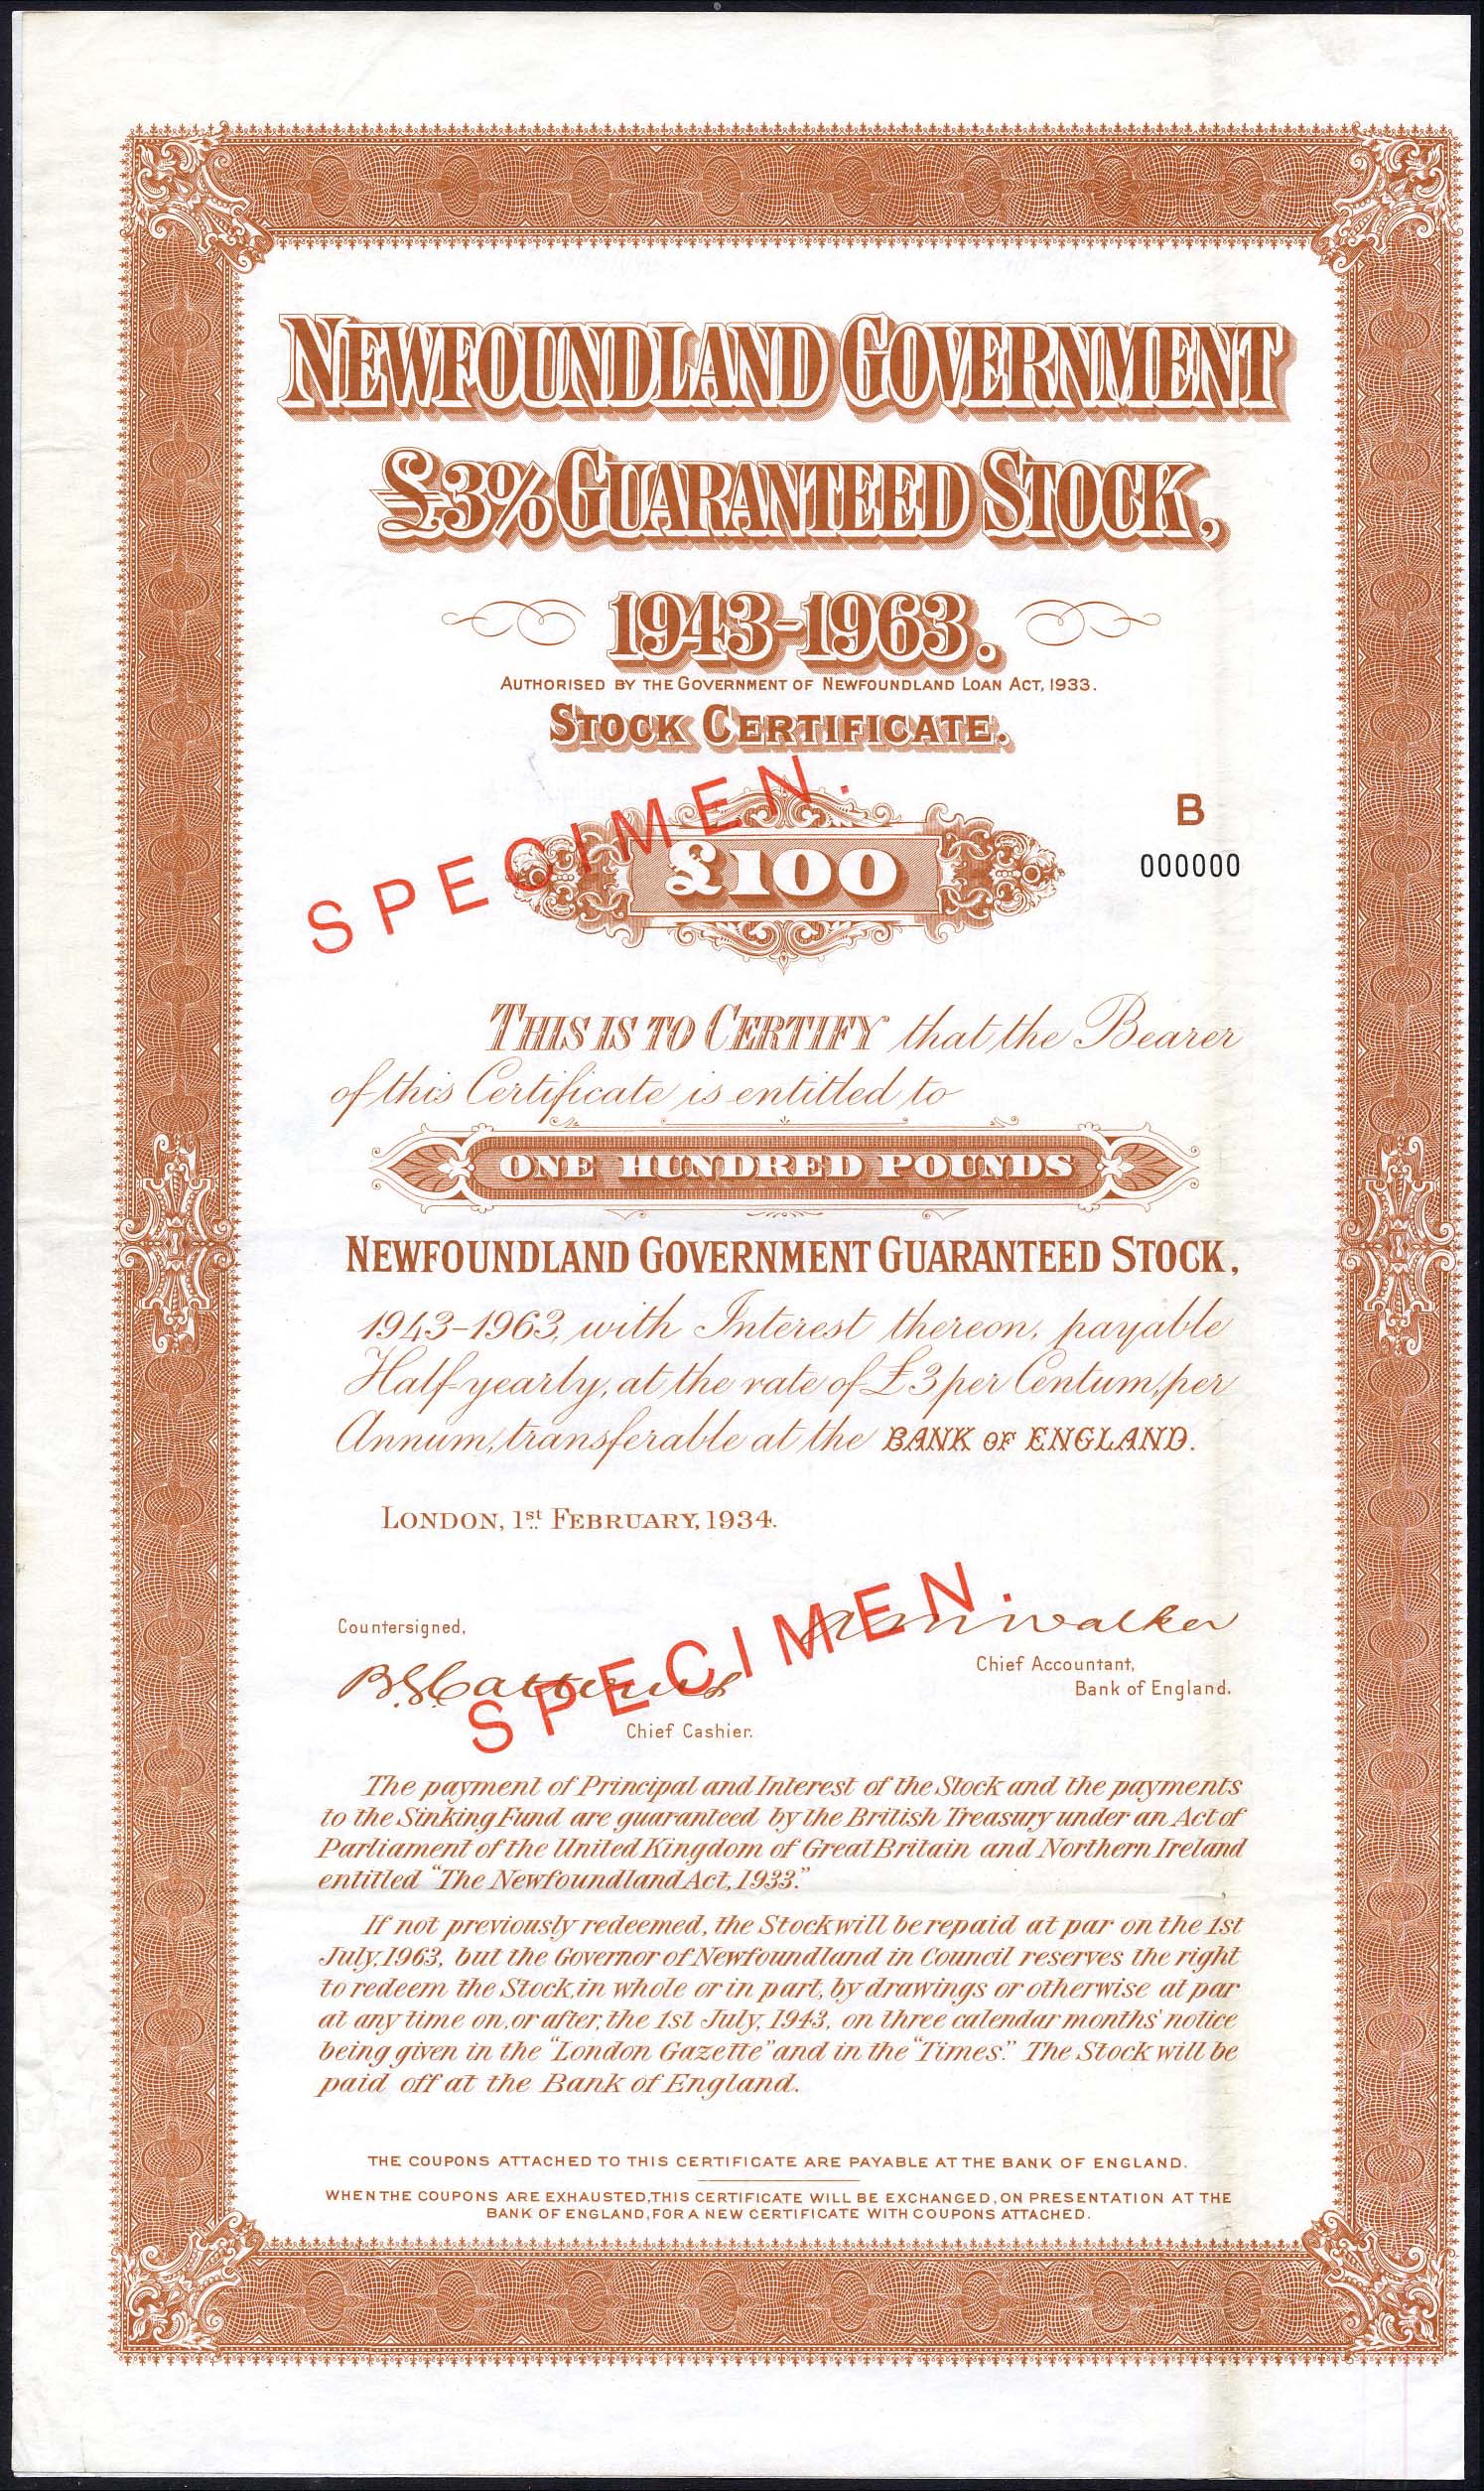 NEWFOUNDLAND GOVERNMENT
£3% GUARANTEED STOCK,
1943-1963.
AUTHORISED BY THE GOVERNMENT OF NEWFOUNDLAND LOAN ACT, 1933.
STOCK CERTIFICATE.
SPECIMEN.
B
£100
000000
THIS IS TO CERTIFY that the Bearer
of this Certificate is entitled to
ONE HUNDRED POUNDS
NEWFOUNDLAND GOVERNMENT GUARANTEED STOCK,
1943-1963, with Interest thereon, payable
Half-yearly, at the rate of £3 per Centum, per
Annum, transferable at the BANK OF ENGLAND.
LONDON, 1st FEBRUARY, 1934.
SPECIMEN.
Countersigned,
Walker
Chief Accountant,
Bank of England.
Chief Cashier.
The payment of Principal and Interest of the Stock and the payments
to the Sinking Fund are guaranteed by the British Treasury under an Act of
Parliament of the United Kingdom of Great Britain and Northern Ireland
entitled "The Newfoundland Act, 1933."
If not previously redeemed, the Stock will be repaid at par on the 1st
July, 1963, but the Governor of Newfoundland in Council reserves the right
to redeem the Stock, in whole or in part, by drawings or otherwise at par
at any time on, or after, the 1st July, 1943, on three calendar months' notice
being given in the "London Gazette" and in the "Times." The Stock will be
paid off at the Bank of England.
THE COUPONS ATTACHED TO THIS CERTIFICATE ARE PAYABLE AT THE BANK OF ENGLAND.
WHEN THE COUPONS ARE EXHAUSTED, THIS CERTIFICATE WILL BE EXCHANGED, ON PRESENTATION AT THE
BANK OF ENGLAND, FOR A NEW CERTIFICATE WITH COUPONS ATTACHED.